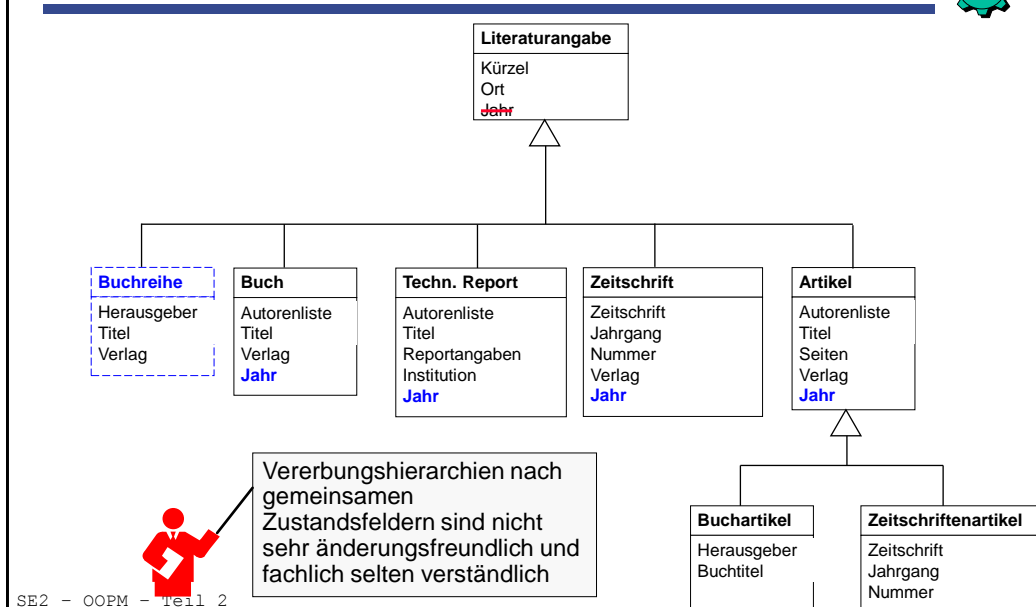 Literaturangabe
Kürzel
Ort
Jahr
Buchreihe
Herausgeber
Titel
Verlag
Buch
Autorenliste
Titel
Verlag
Jahr
Techn. Report
Autorenliste
Titel
Reportangaben
Institution
Jahr
Zeitschrift
Zeitschrift
Jahrgang
Nummer
Verlag
Jahr
Artikel
Autorenliste
Titel
Seiten
Verlag
Jahr
Vererbungshierarchien nach
gemeinsamen
Zustandsfeldern sind nicht
sehr änderungsfreundlich und
fachlich selten verständlich
Buchartikel
Herausgeber
Buchtitel
Zeitschriftenartikel
Zeitschrift
Jahrgang
Nummer
SE2 - OOPM - Teil 2